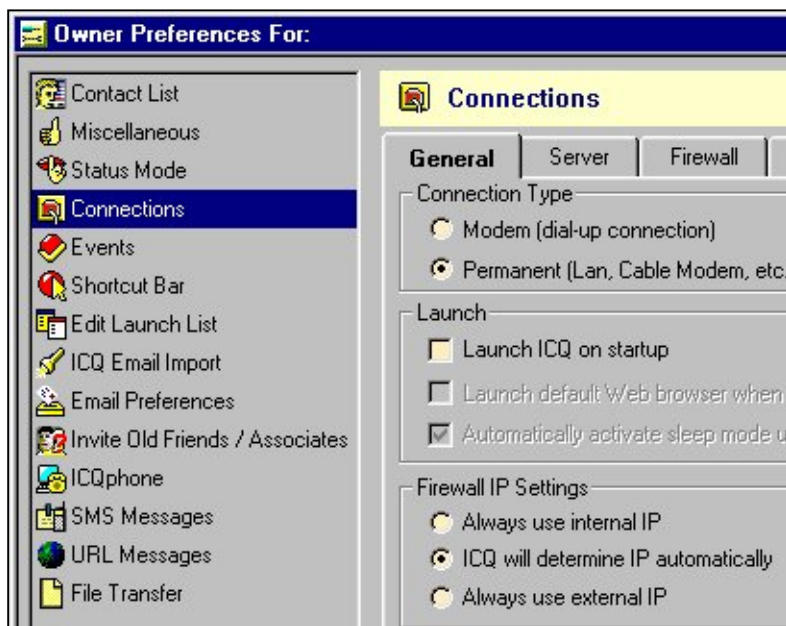 Owner Preferences For:
Contact List
Miscellaneous
Status Mode
Connections
Events
Shortcut Bar
Edit Launch List
ICQ Email Import
Email Preferences
Invite Old Friends / Associates
ICQphone
SMS Messages
URL Messages
File Transfer
Connections
General Server Firewall
Connection Type
Modem (dial-up connection)
Permanent (Lan, Cable Modem, etc.
Launch
Launch ICQ on startup
Launch default Web browser when
Automatically activate sleep mode u
Firewall IP Settings
Always use internal IP
ICQ will determine IP automatically
Always use external IP